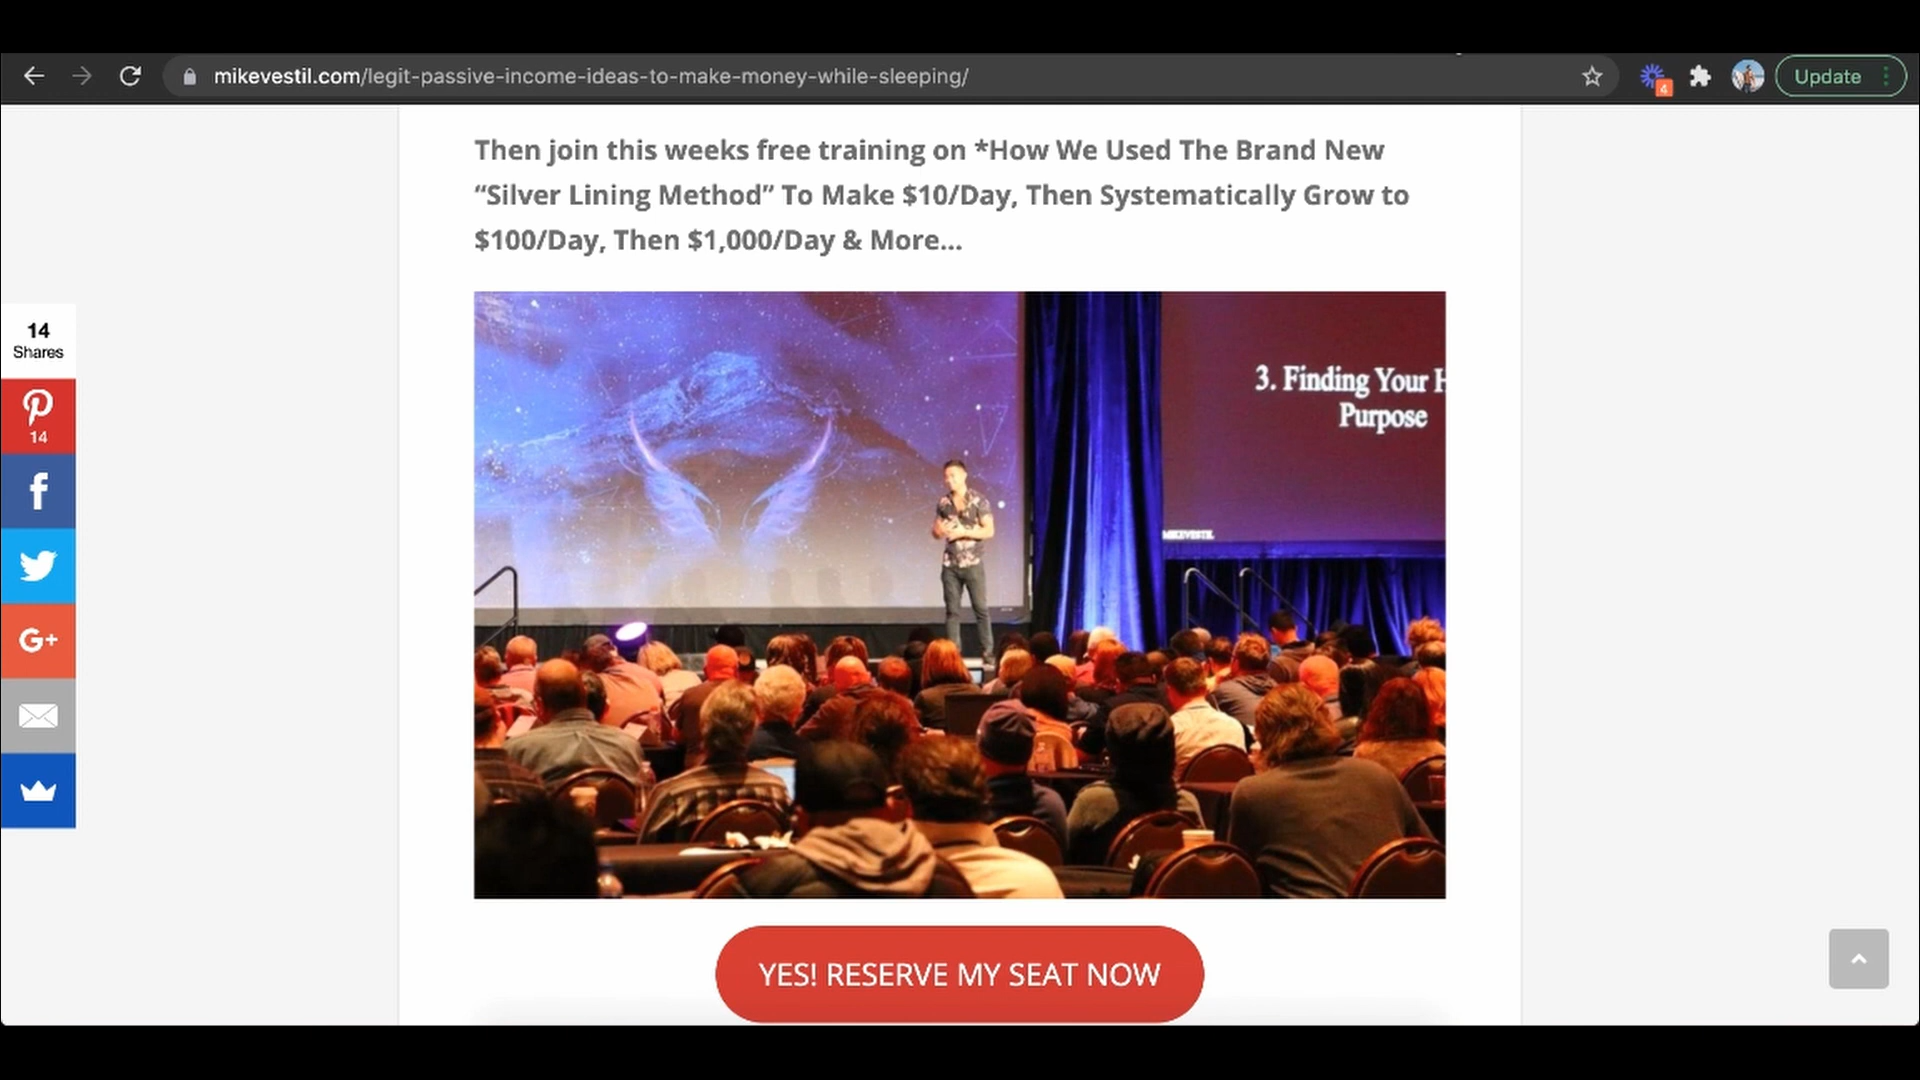 mikevestil.com/legit-passive-income-ideas-to-make-money-while-sleeping/
4
Update
Then join this weeks free training on *How We Used The Brand New
“Silver Lining Method” To Make $10/Day, Then Systematically Grow to
$100/Day, Then $1,000/Day & More...
14
Shares
14
f
G+
3. Finding Your H
Purpose
MIKEVESTIL
YES! RESERVE MY SEAT NOW